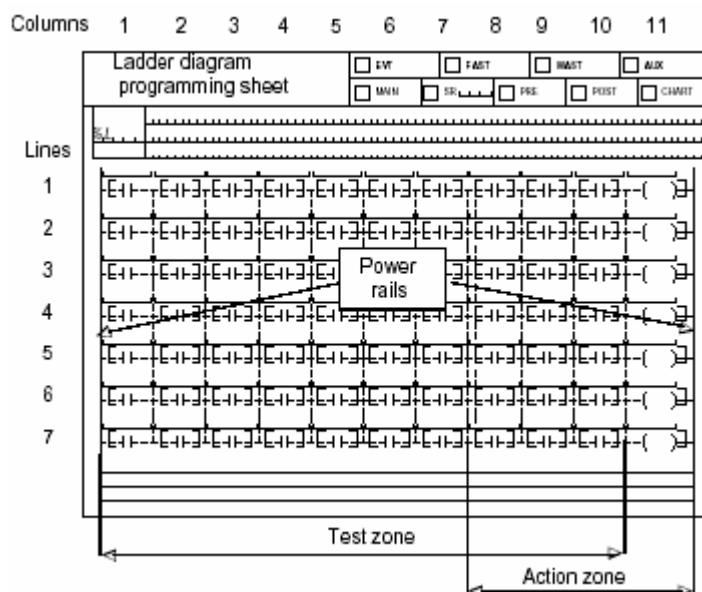 Columns 1 2 3 4 5 6 7 8 9 10 11
Ladder diagram
programming sheet
EVT FAST MAST AUX
MAIN SR PRE POST CHART
%L
Lines
1
2
3
Power
rails
4
5
6
7
Test zone
Action zone